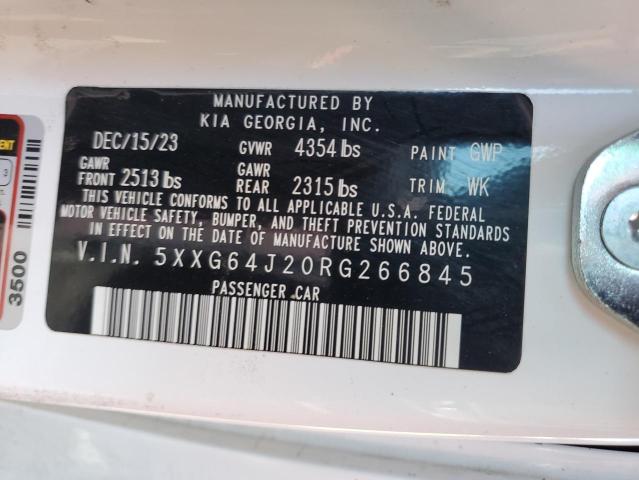 MANUFACTURED BY
KIA GEORGIA, INC.
DEC/15/23 GVWR 4354 lbs PAINT GWP
GAWR GAWR
FRONT 2513 lbs REAR 2315 lbs TRIM WK
THIS VEHICLE CONFORMS TO ALL APPLICABLE U.S.A. FEDERAL
MOTOR VEHICLE SAFETY, BUMPER, AND THEFT PREVENTION STANDARDS
IN EFFECT ON THE DATE OF MANUFACTURE SHOWN ABOVE.
V.I.N. 5XXG64J20RG266845
PASSENGER CAR
3
3500